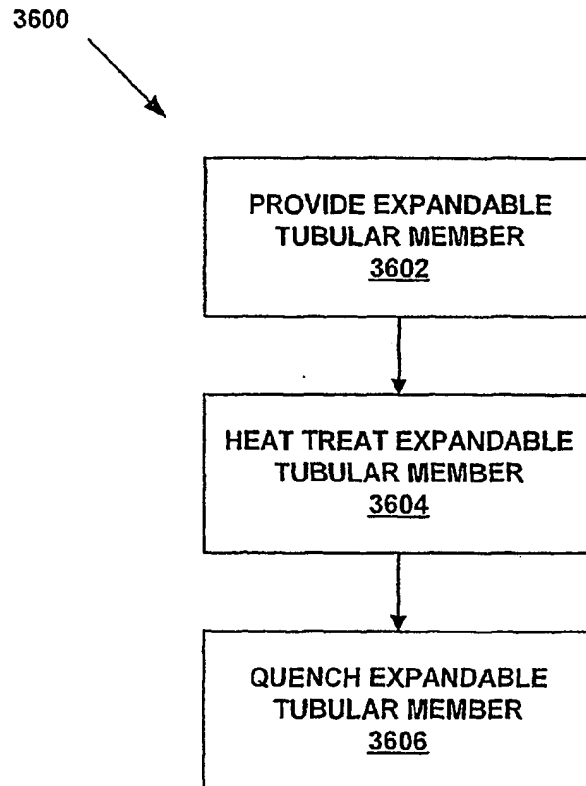 3600
PROVIDE EXPANDABLE
TUBULAR MEMBER
3602
HEAT TREAT EXPANDABLE
TUBULAR MEMBER
3604
QUENCH EXPANDABLE
TUBULAR MEMBER
3606